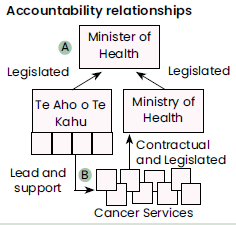 Accountability relationships
A
Minister of
Health
Legislated
Legislated
Te Aho o Te
Kahu
Ministry of
Health
Contractual
and Legislated
Lead and
support
B
Cancer Services